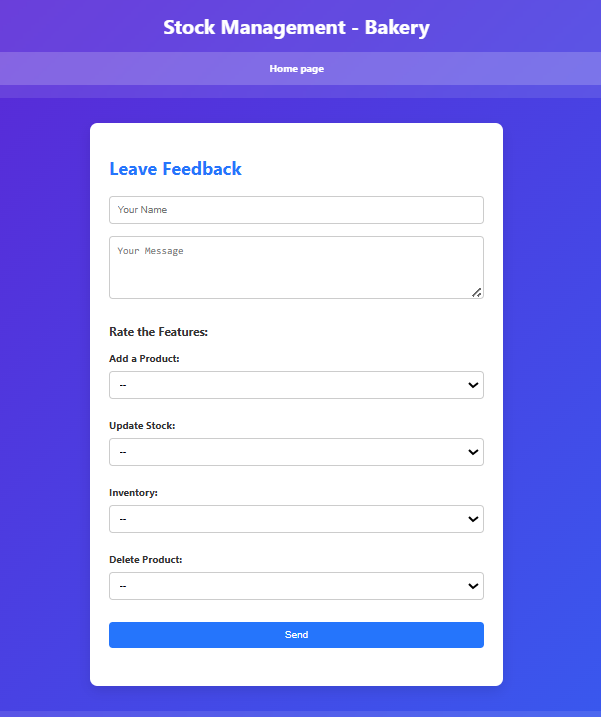 Stock Management - Bakery
Home page
Leave Feedback
Your Name
Your Message
Rate the Features:
Add a Product:
--
Update Stock:
--
Inventory:
--
Delete Product:
--
Send